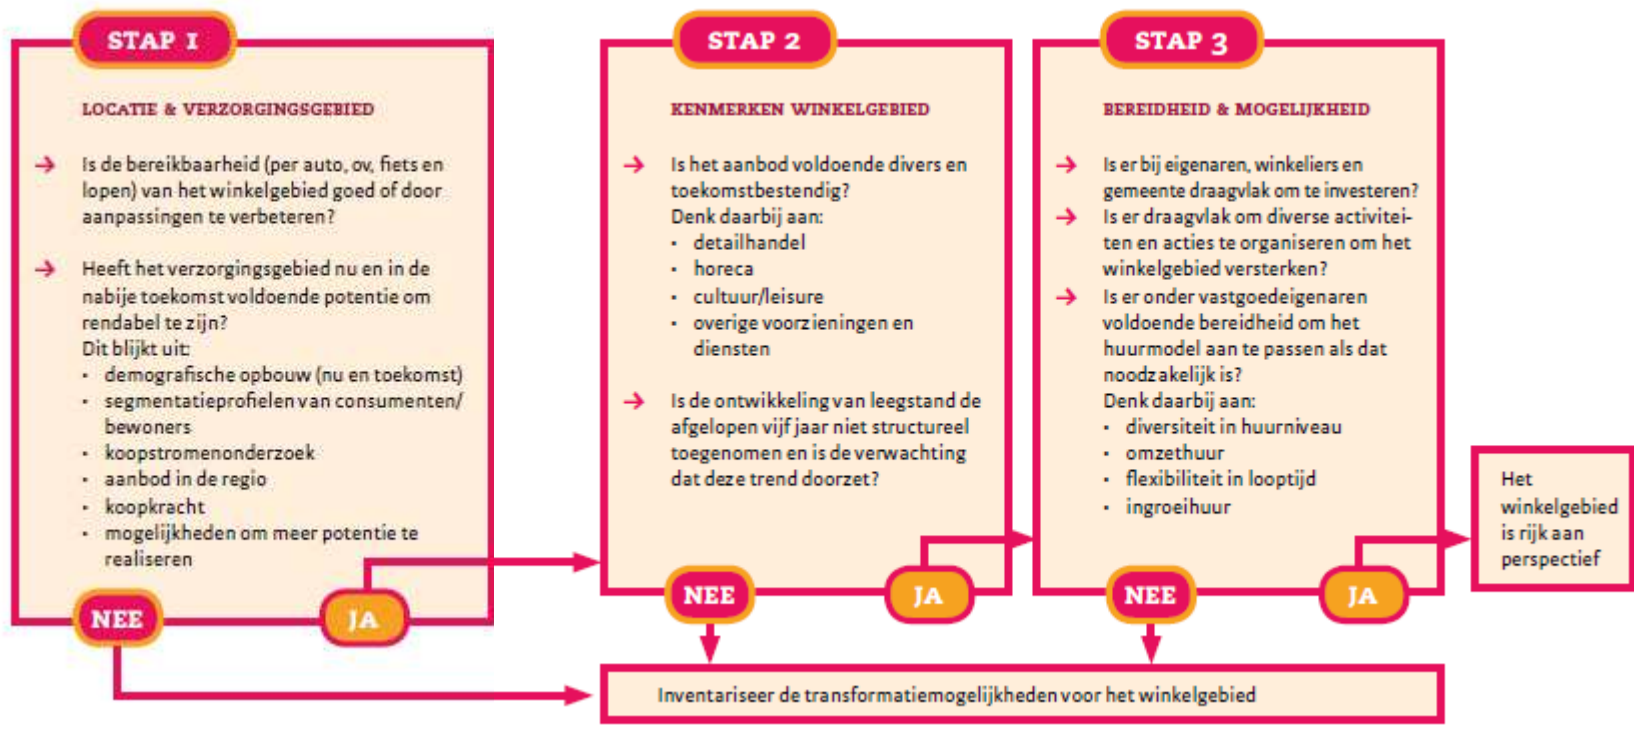 STAP 1
LOCATIE & VERZORGINGSGEBIED
→ Is de bereikbaarheid (per auto, ov, fiets en
lopen) van het winkelgebied goed of door
aanpassingen te verbeteren?
→ Heeft het verzorgingsgebied nu en in de
nabije toekomst voldoende potentie om
rendabel te zijn?
Dit blijkt uit:
• demografische opbouw (nu en toekomst)
• segmentatieprofielen van consumenten/
bewoners
• koopstromenonderzoek
• aanbod in de regio
• koopkracht
• mogelijkheden om meer potentie te
realiseren
NEE
JA
STAP 2
KENMERKEN WINKELGEBIED
→ Is het aanbod voldoende divers en
toekomstbestendig?
Denk daarbij aan:
• detailhandel
• horeca
• cultuur/leisure
• overige voorzieningen en
diensten
→ Is de ontwikkeling van leegstand de
afgelopen vijf jaar niet structureel
toegenomen en is de verwachting
dat deze trend doorzet?
NEE
JA
STAP 3
BEREIDHEID & MOGELIJKHEID
→ Is er bij eigenaren, winkeliers en
gemeente draagvlak om te investeren?
→ Is er draagvlak om diverse activitei-
ten en acties te organiseren om het
winkelgebied versterken?
→ Is er onder vastgoedeigenaren
voldoende bereidheid om het
huurmodel aan te passen als dat
noodzakelijk is?
Denk daarbij aan:
• diversiteit in huurniveau
• omzethuur
• flexibiliteit in looptijd
• ingroeihuur
NEE
JA
Het
winkelgebied
is rijk aan
perspectief
Inventariseer de transformatiemogelijkheden voor het winkelgebied